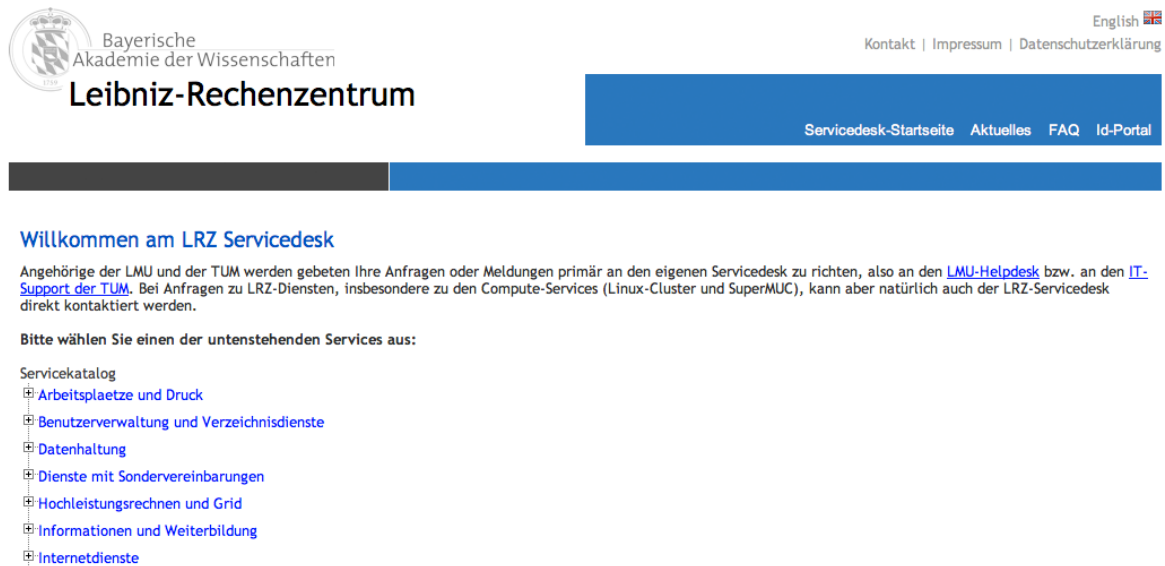 English
Kontakt | Impressum | Datenschutzerklärung
Bayerische
Akademie der Wissenschaften
1759
Leibniz-Rechenzentrum
Servicedesk-Startseite Aktuelles FAQ Id-Portal
Willkommen am LRZ Servicedesk
Angehörige der LMU und der TUM werden gebeten Ihre Anfragen oder Meldungen primär an den eigenen Servicedesk zu richten, also an den LMU-Helpdesk bzw. an den IT-
Support der TUM. Bei Anfragen zu LRZ-Diensten, insbesondere zu den Compute-Services (Linux-Cluster und SuperMUC), kann aber natürlich auch der LRZ-Servicedesk
direkt kontaktiert werden.
Bitte wählen Sie einen der untenstehenden Services aus:
Servicekatalog
Arbeitsplaetze und Druck
Benutzerverwaltung und Verzeichnisdienste
Datenhaltung
Dienste mit Sondervereinbarungen
Hochleistungsrechnen und Grid
Informationen und Weiterbildung
Internetdienste